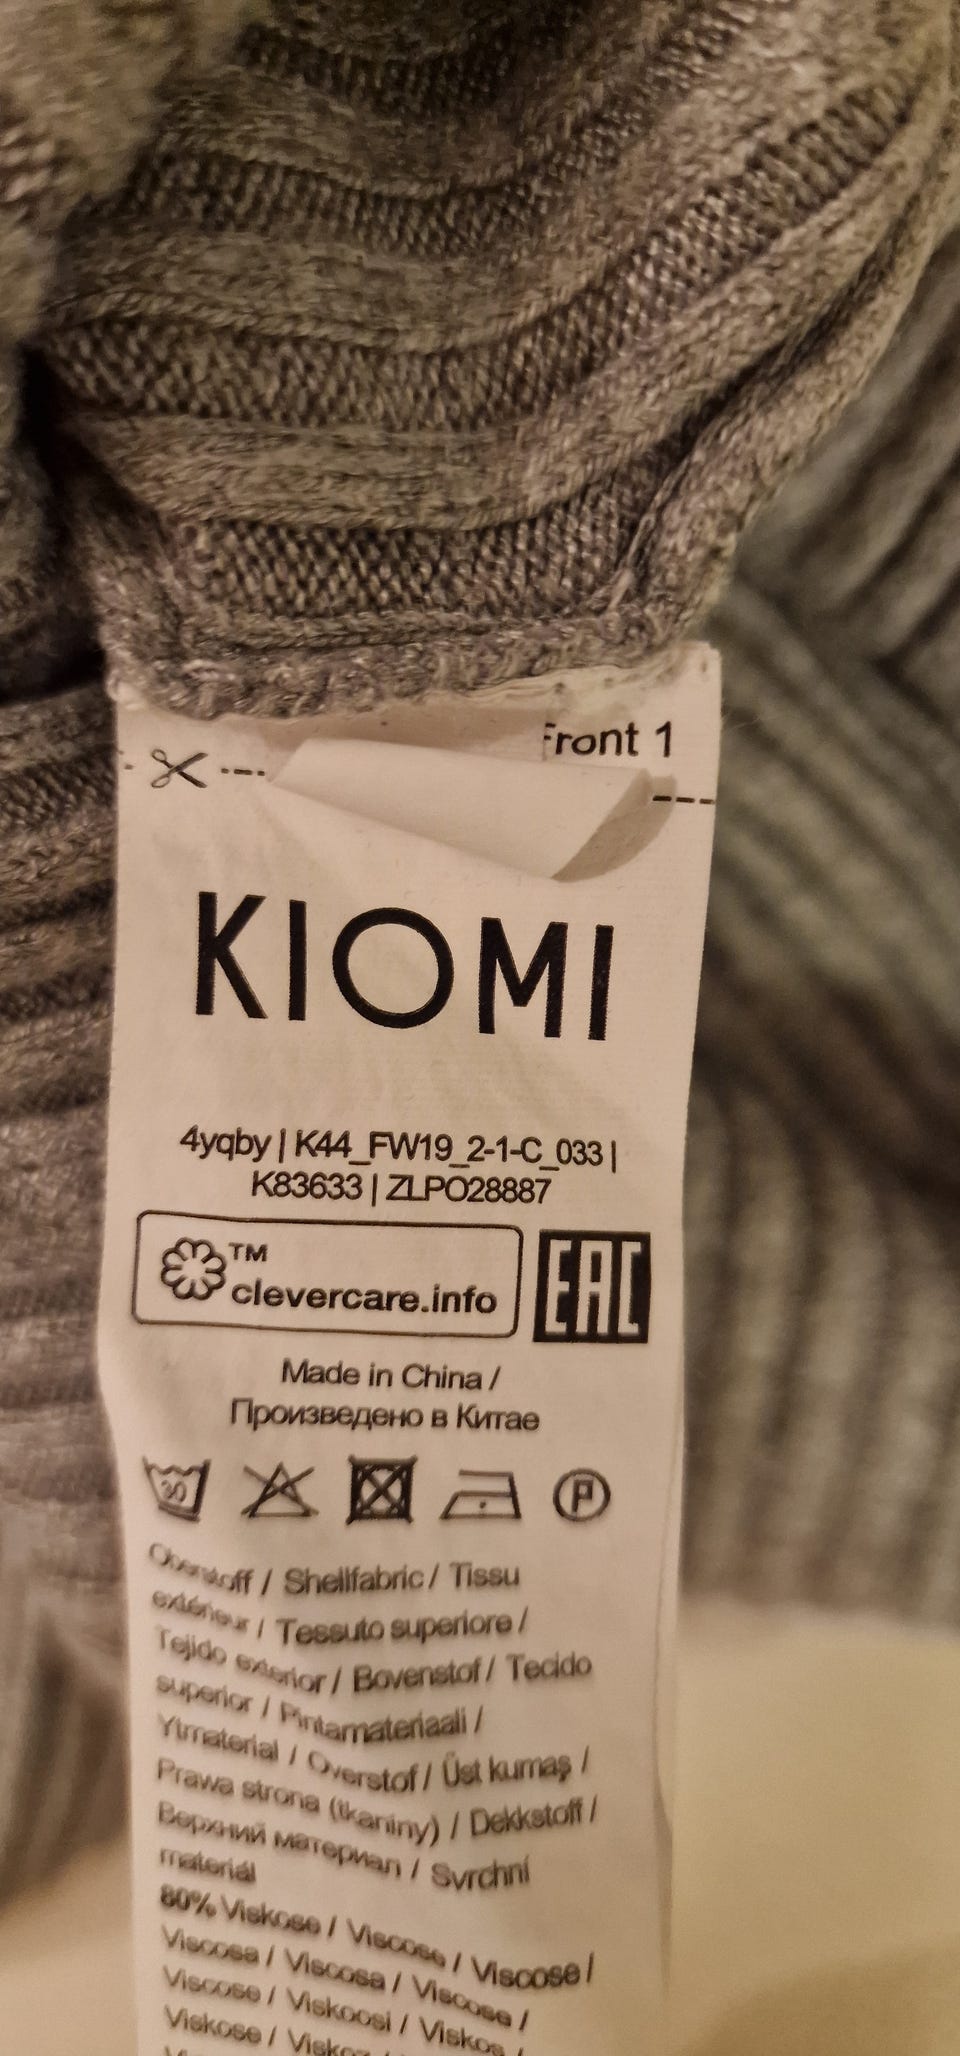 Front 1
KIOMI
4yqby | K44_FW19_2-1-C_033 |
K83633 | ZLPO28887
TM
clevercare.info
EAC
Made in China /
Произведено в Китае
30
P
Oberstoff / Shellfabric / Tissu
extérieur / Tessuto superiore /
Tejido exterior / Bovenstof / Tecido
superior / Pintamateriaali /
Ytmaterial / Overstof / Üst kumaş /
Prawa strona (tkaniny) / Dekkstoff /
Верхний материал / Svrchní
materiál
80% Viskose / Viscose / Viscose /
Viscosa / Viscosa / Viscose /
Viscose / Viskoosi / Viskos
Viskose /